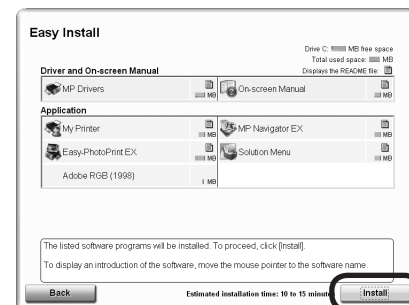 Easy Install
Drive C: MB free space
Total used space: MB
Displays the README file:
Driver and On-screen Manual
MP Drivers MB On-screen Manual MB
Application
My Printer MB MP Navigator EX MB
Easy-PhotoPrint EX MB Solution Menu MB
Adobe RGB (1998) MB
The listed software programs will be installed. To proceed, click [Install].
To display an introduction of the software, move the mouse pointer to the software name.
Back Estimated installation time: 10 to 15 minutes Install